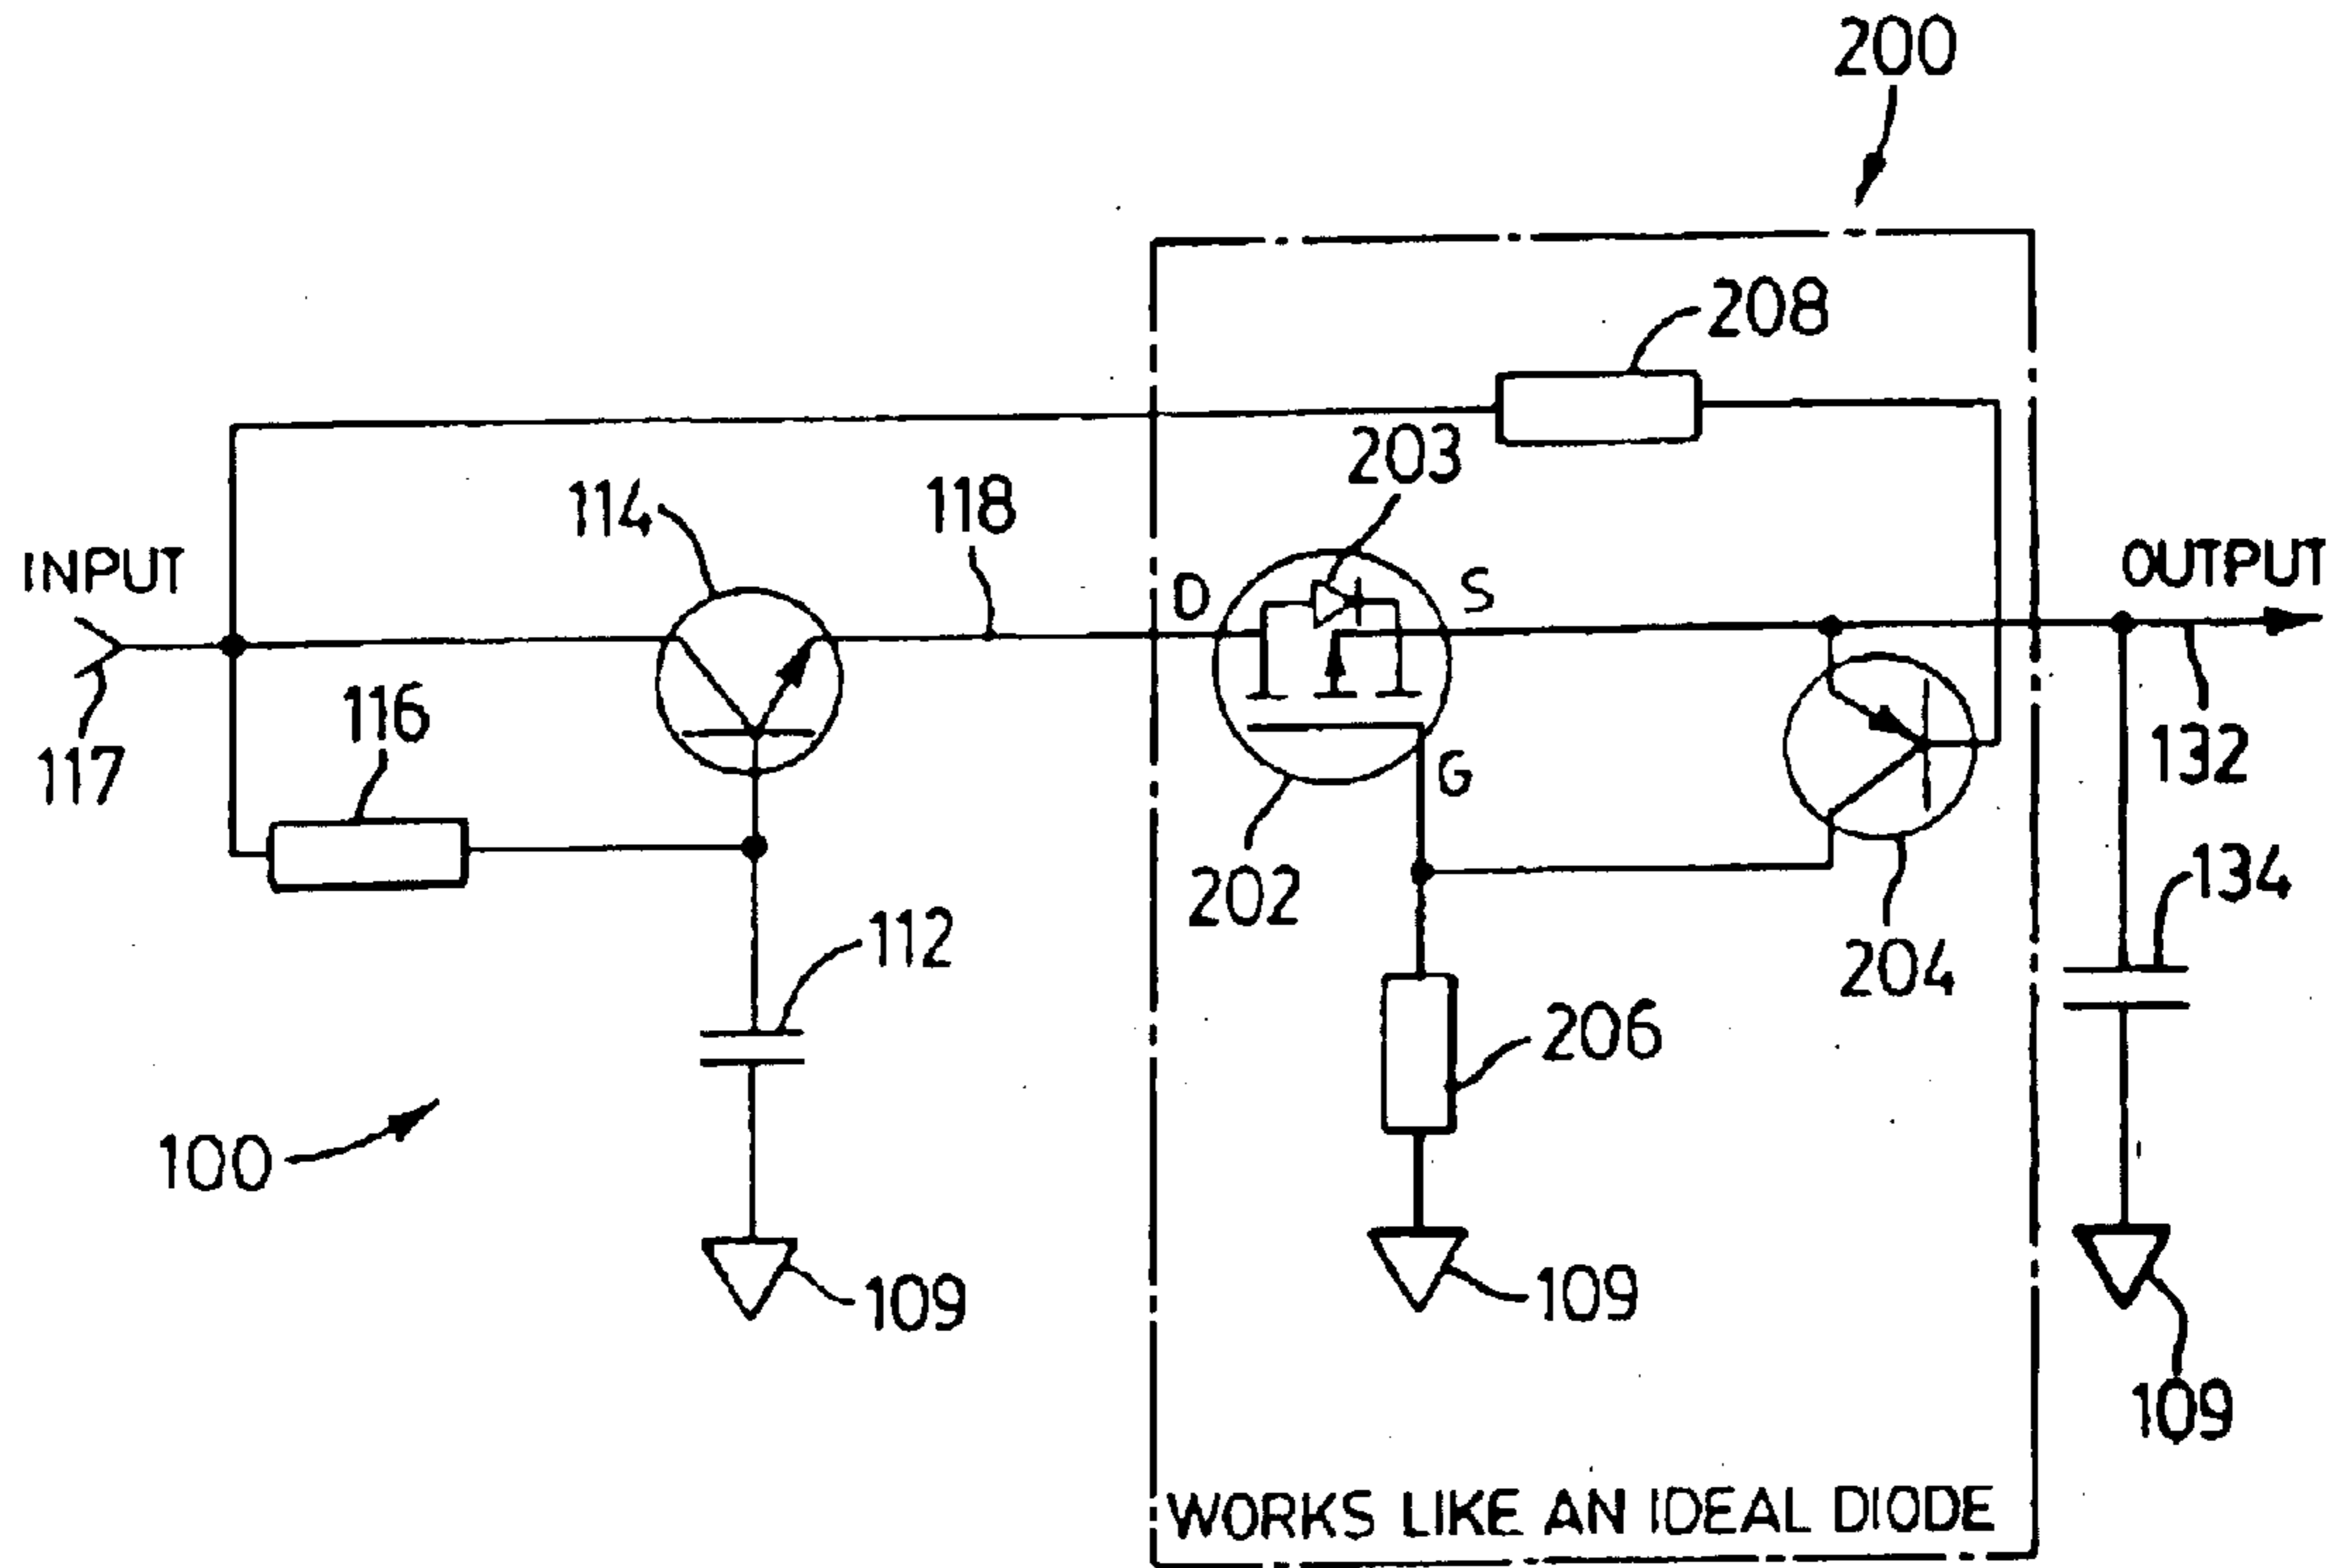 200
208
203
114
118
INPUT
D
S
OUTPUT
116
117
G
132
202
134
112
204
206
100
109
109
109
WORKS LIKE AN IDEAL DIODE